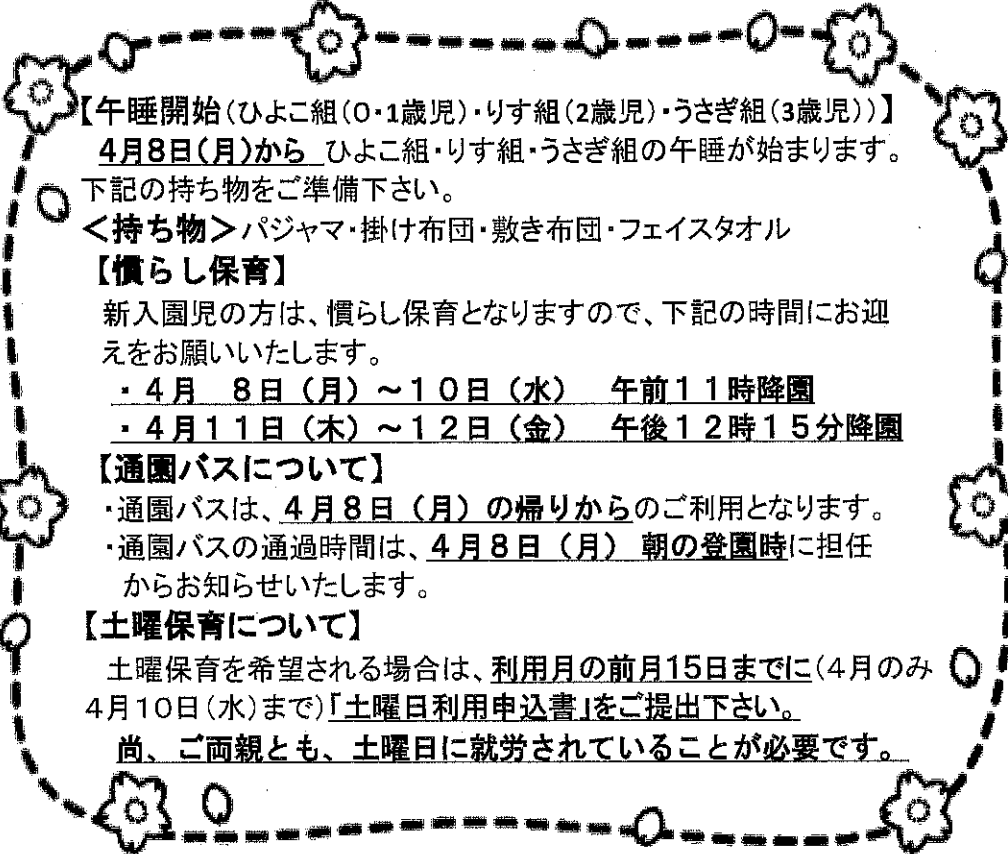 【午睡開始(ひよこ組(0・1歳児)・りす組(2歳児)・うさぎ組(3歳児))】
4月8日(月)から ひよこ組・りす組・うさぎ組の午睡が始まります。
下記の持ち物をご準備下さい。
<持ち物>パジャマ・掛け布団・敷き布団・フェイスタオル
【慣らし保育】
新入園児の方は、慣らし保育となりますので、下記の時間にお迎
えをお願いいたします。
・4月 8日(月)~10日(水) 午前11時降園
・4月11日(木)~12日(金) 午後12時15分降園
【通園バスについて】
・通園バスは、4月8日(月)の帰りからのご利用となります。
・通園バスの通過時間は、4月8日(月) 朝の登園時に担任
からお知らせいたします。
【土曜保育について】
土曜保育を希望される場合は、利用月の前月15日までに(4月のみ
4月10日(水)まで)「土曜日利用申込書」をご提出下さい。
尚、ご両親とも、土曜日に就労されていることが必要です。